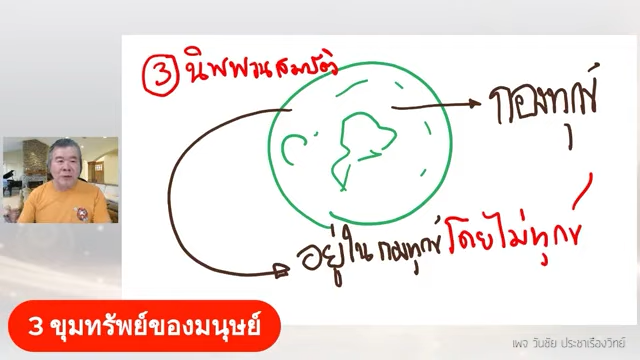 ③ นิพพานสมบัติ
กองทุกข์
อยู่ใน กองทุกข์ โดยไม่ทุกข์
3 ขุมทรัพย์ของมนุษย์
เพจ วันชัย ประชาเรืองวิทย์